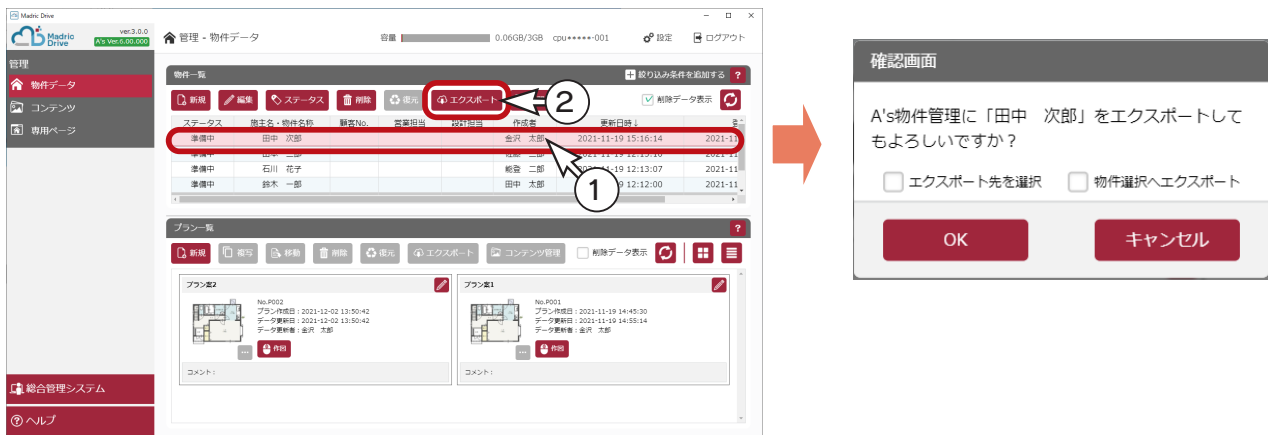 Madric Drive
Madric Drive
ver.3.0.0
A's Ver.6.00.000
管理 - 物件データ
容量
0.06GB/3GB
cpu*****-001
設定
ログアウト
管理
物件データ
コンテンツ
専用ページ
総合管理システム
ヘルプ
物件一覧
絞り込み条件を追加する ?
新規 編集 ステータス 削除 復元 エクスポート
削除データ表示
ステータス 施主名・物件名称 顧客No. 営業担当 設計担当 作成者 更新日時↓
準備中 田中 次郎 金沢 太郎 2021-11-19 15:16:14 2021-11
準備中 2021-11
準備中 石川 花子 能登 二郎 12:13:07 2021-11
準備中 鈴木 一郎 田中 太郎 12:12:00 2021-11
②
①
プラン一覧 ?
新規 複写 移動 削除 復元 エクスポート コンテンツ管理 削除データ表示
プラン案2
No.P002
プラン作成日:2021-12-02 13:50:42
データ更新日:2021-12-02 13:50:42
データ更新者:金沢 太郎
... 作図
コメント:
プラン案1
No.P001
プラン作成日:2021-11-19 14:45:30
データ更新日:2021-11-19 14:55:14
データ更新者:金沢 太郎
... 作図
コメント:
確認画面
A's物件管理に「田中 次郎」をエクスポートして
もよろしいですか？
エクスポート先を選択 物件選択へエクスポート
OK キャンセル